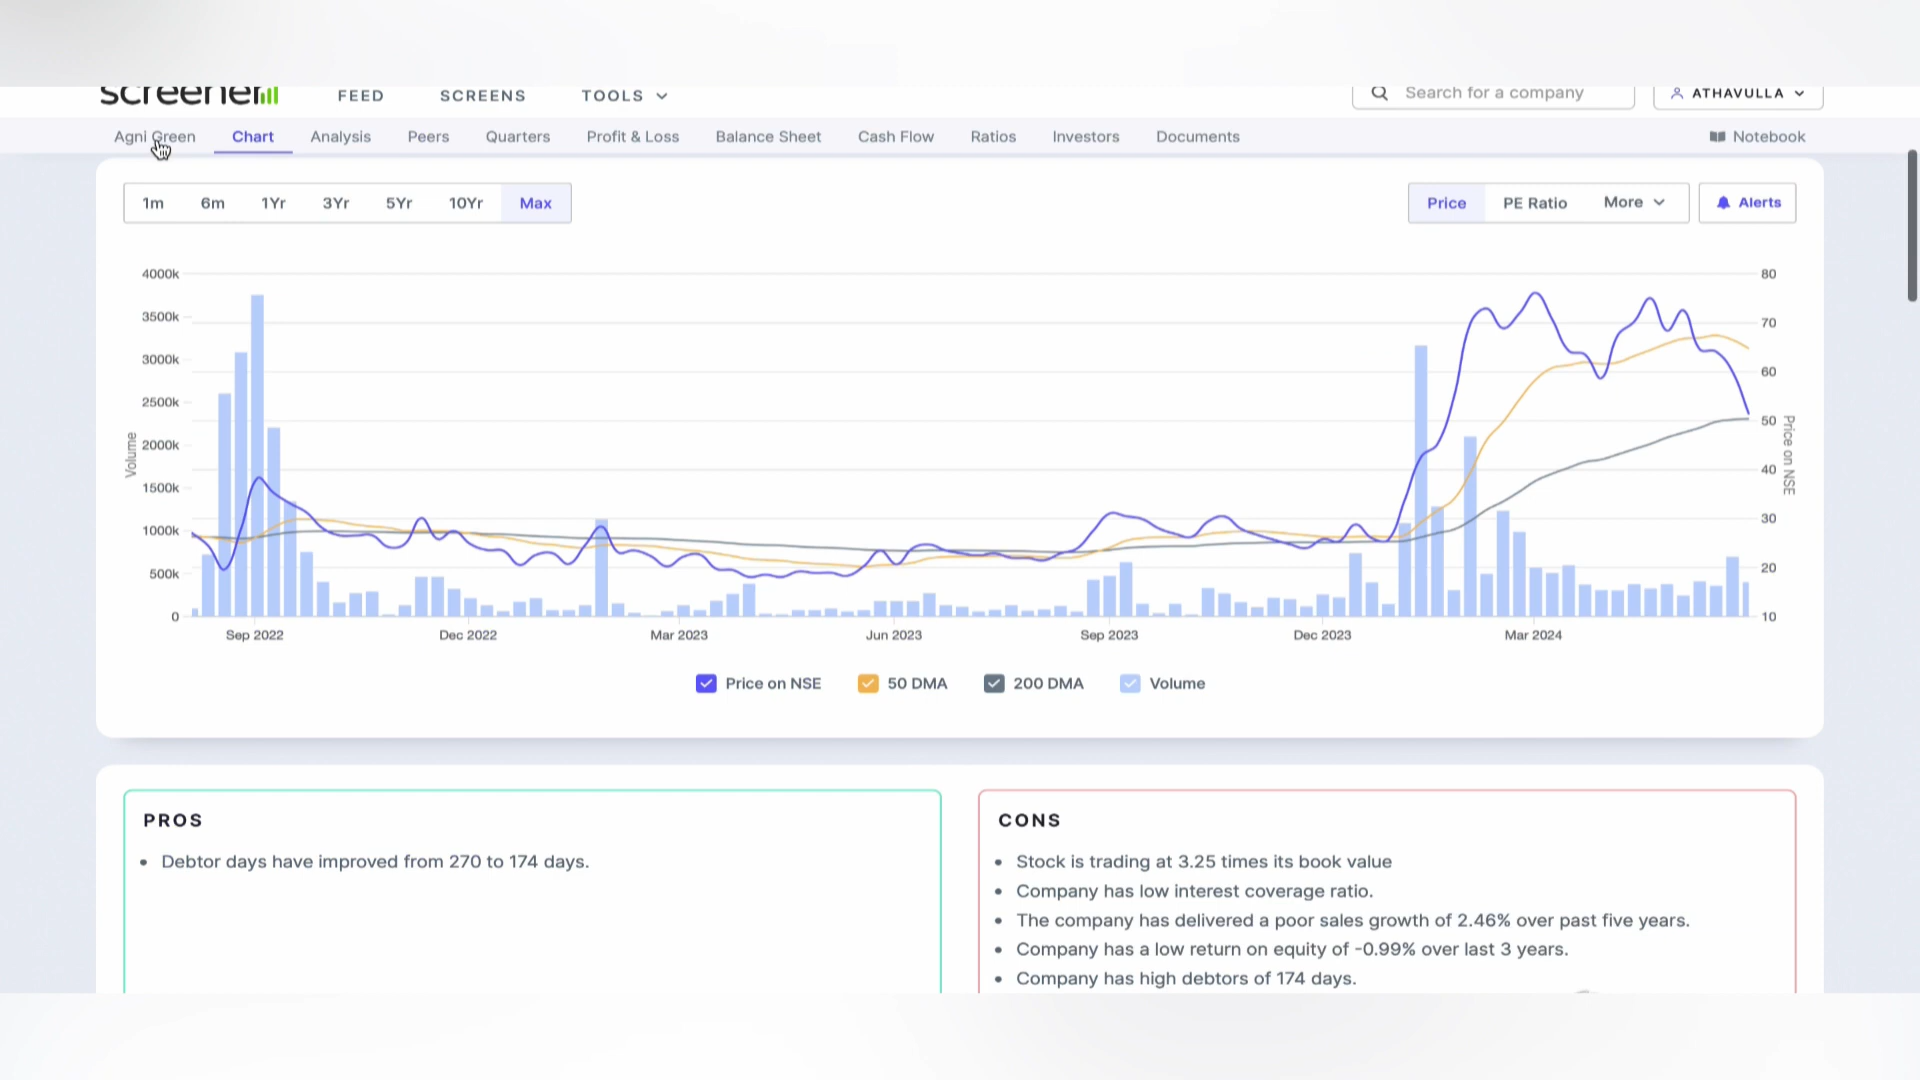 screener
FEED SCREENS TOOLS
Search for a company
ATHAVULLA
Agni Green Chart Analysis Peers Quarters Profit & Loss Balance Sheet Cash Flow Ratios Investors Documents Notebook
1m 6m 1Yr 3Yr 5Yr 10Yr Max
Price PE Ratio More Alerts
4000k 80
3500k 70
3000k 60
2500k 50
2000k 40
1500k 30
1000k 20
500k 10
0
Volume
Price on NSE
Sep 2022 Dec 2022 Mar 2023 Jun 2023 Sep 2023 Dec 2023 Mar 2024
Price on NSE 50 DMA 200 DMA Volume
PROS
• Debtor days have improved from 270 to 174 days.
CONS
• Stock is trading at 3.25 times its book value
• Company has low interest coverage ratio.
• The company has delivered a poor sales growth of 2.46% over past five years.
• Company has a low return on equity of -0.99% over last 3 years.
• Company has high debtors of 174 days.